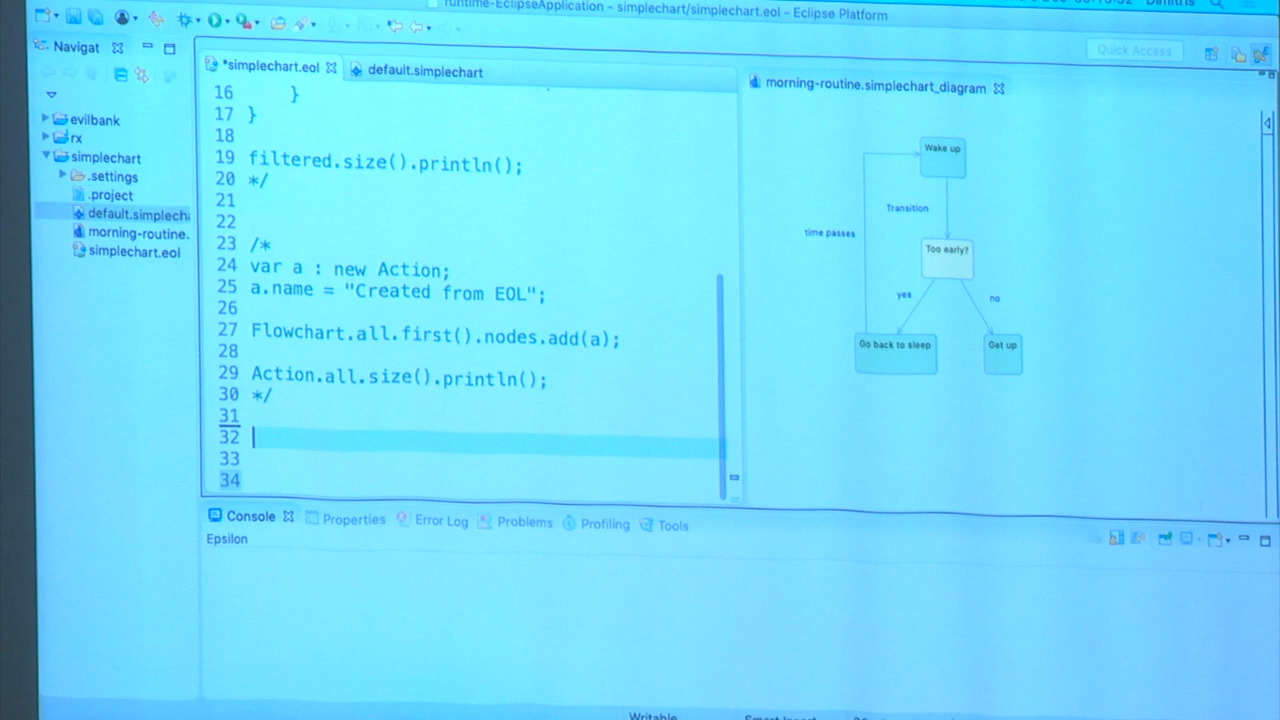 runtime-EclipseApplication - simplechart/simplechart.eol - Eclipse Platform
Dimitris
Quick Access
Navigat
evilbank
rx
simplechart
.settings
.project
default.simplech
morning-routine.
simplechart.eol
*simplechart.eol
default.simplechart
16 }
17 }
18
19 filtered.size().println();
20 */
21
22
23 /*
24 var a : new Action;
25 a.name = "Created from EOL";
26
27 Flowchart.all.first().nodes.add(a);
28
29 Action.all.size().println();
30 */
31
32
33
34
morning-routine.simplechart_diagram
Wake up
Transition
time passes
Too early?
yes
no
Go back to sleep
Get up
Console
Properties
Error Log
Problems
Profiling
Tools
Epsilon
Writable